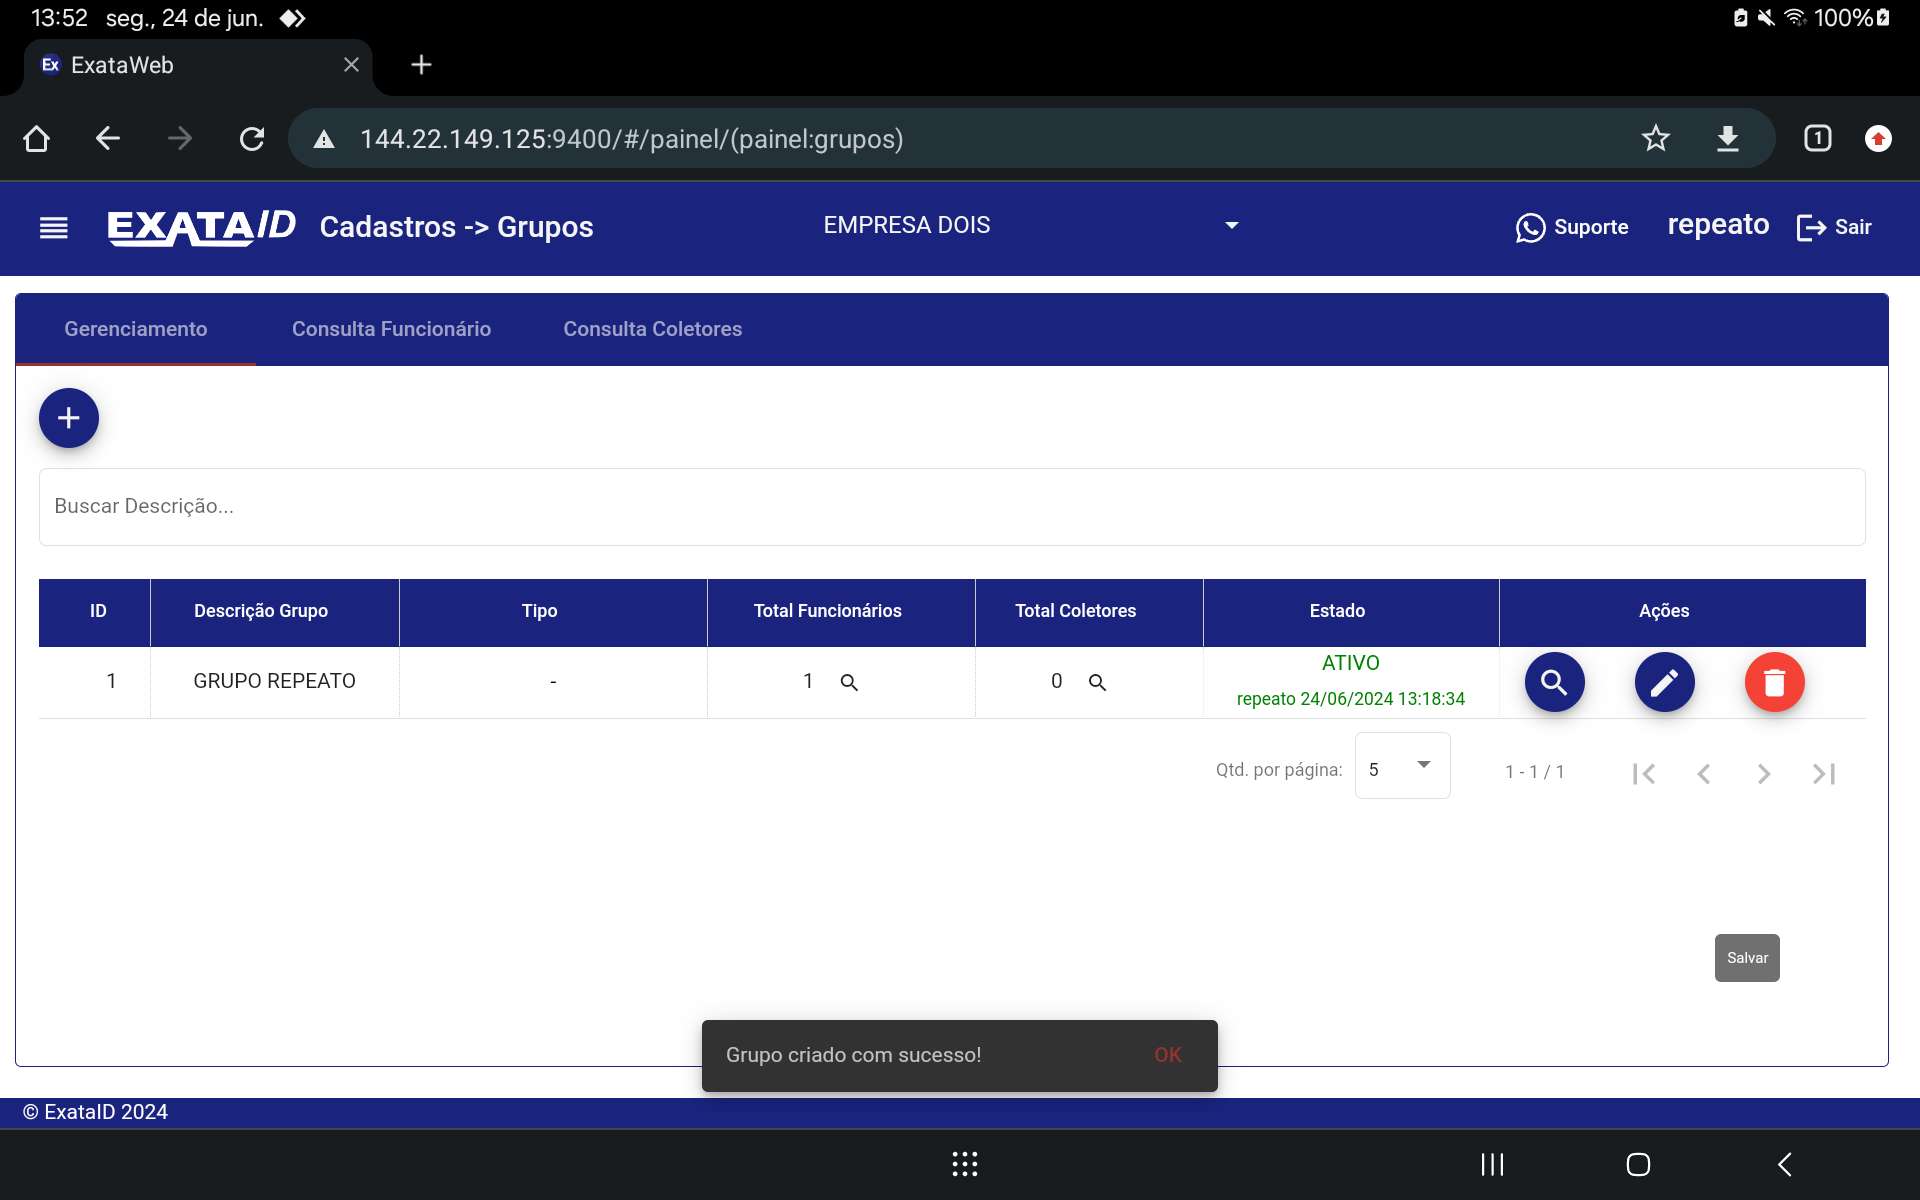 13:52 seg., 24 de jun. 100%
Ex ExataWeb
144.22.149.125:9400/#/painel/(painel:grupos) 1
EXATAID Cadastros -> Grupos EMPRESA DOIS Suporte repeato Sair
Gerenciamento Consulta Funcionário Consulta Coletores
Buscar Descrição...
ID Descrição Grupo Tipo Total Funcionários Total Coletores Estado Ações
1 GRUPO REPEATO - 1 0 ATIVO
repeato 24/06/2024 13:18:34
Qtd. por página: 5 1 - 1 / 1
Salvar
Grupo criado com sucesso! OK
© ExataID 2024